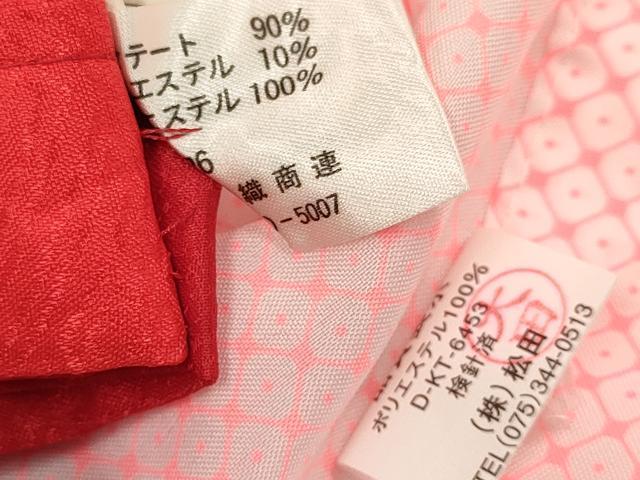 テート 90%
エステル 10%
エステル 100%
06
織商連
)-5007
ポリエステル100%
D-KT-6453
検針済
(株)松田
TEL(075)344-0513